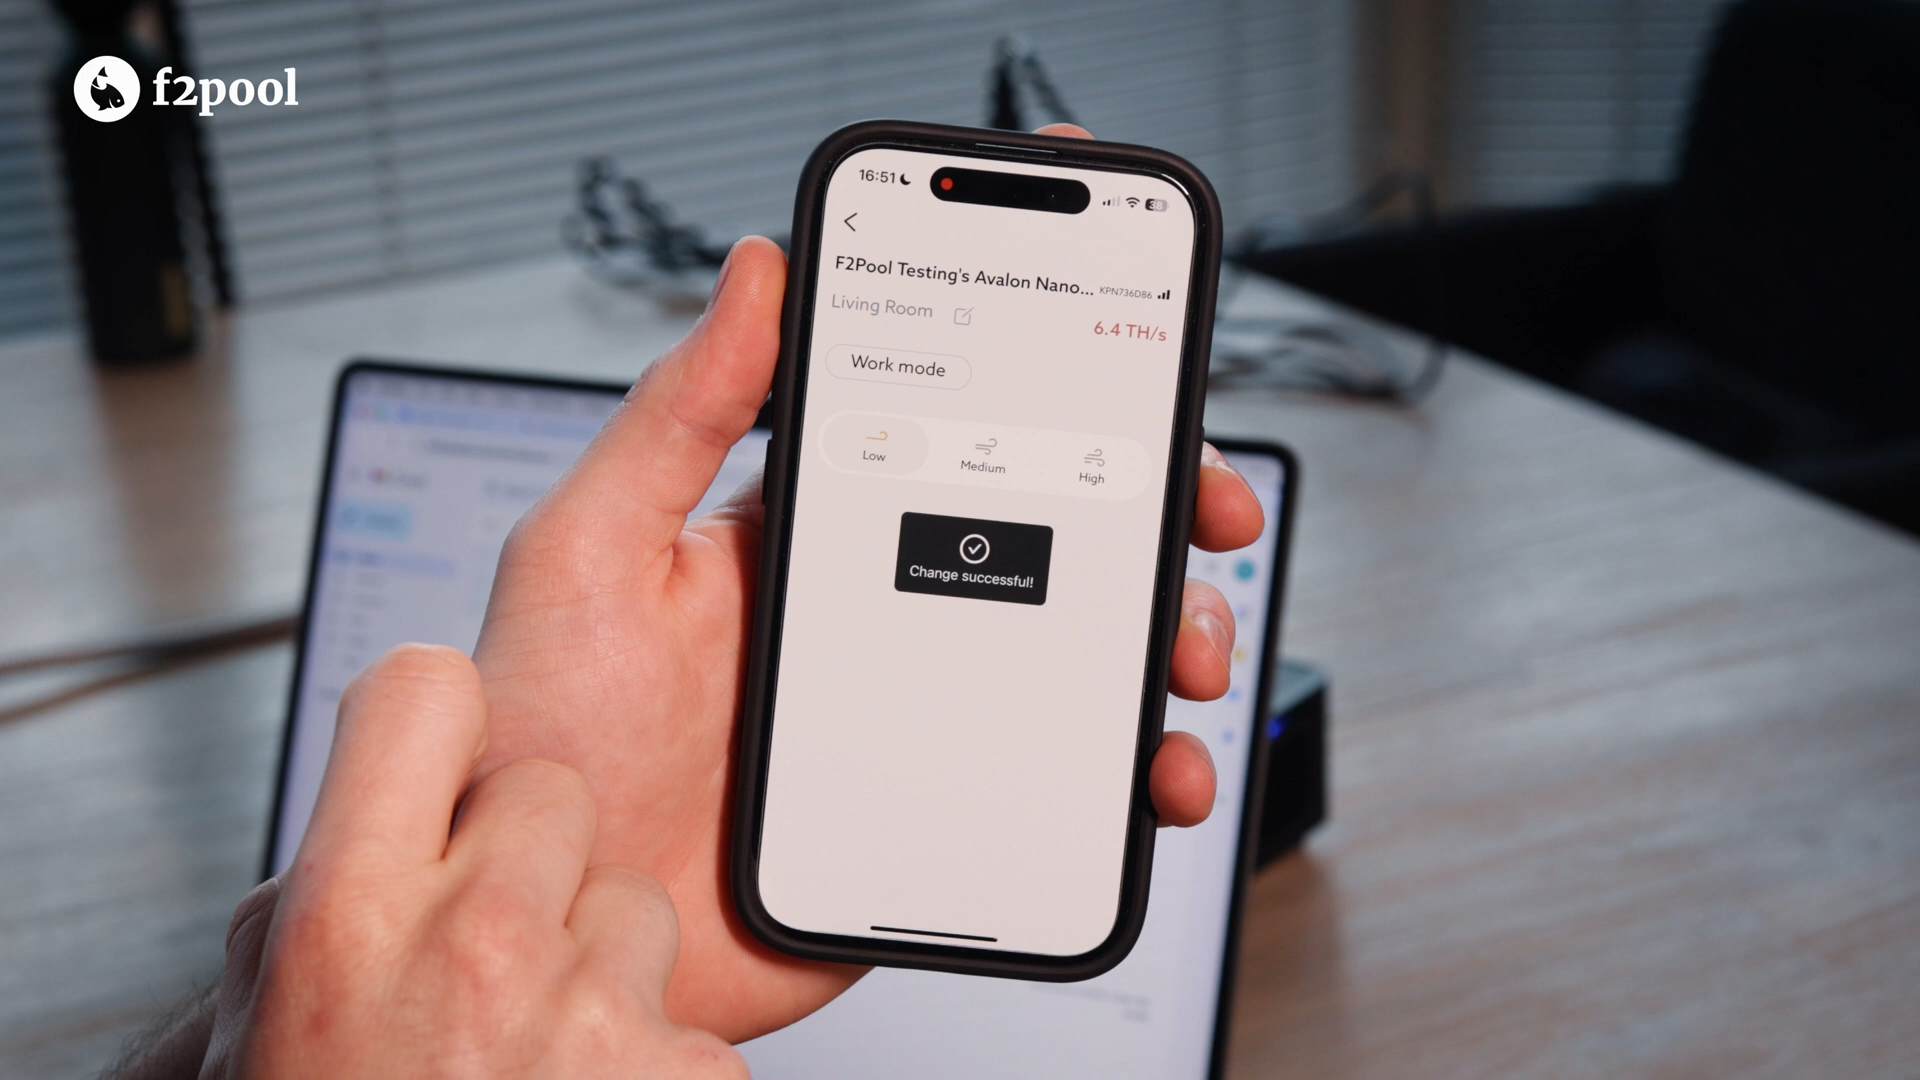 f2pool
16:51
38
F2Pool Testing's Avalon Nano... KPN736D86
Living Room
6.4 TH/s
Work mode
Low
Medium
High
Change successful!